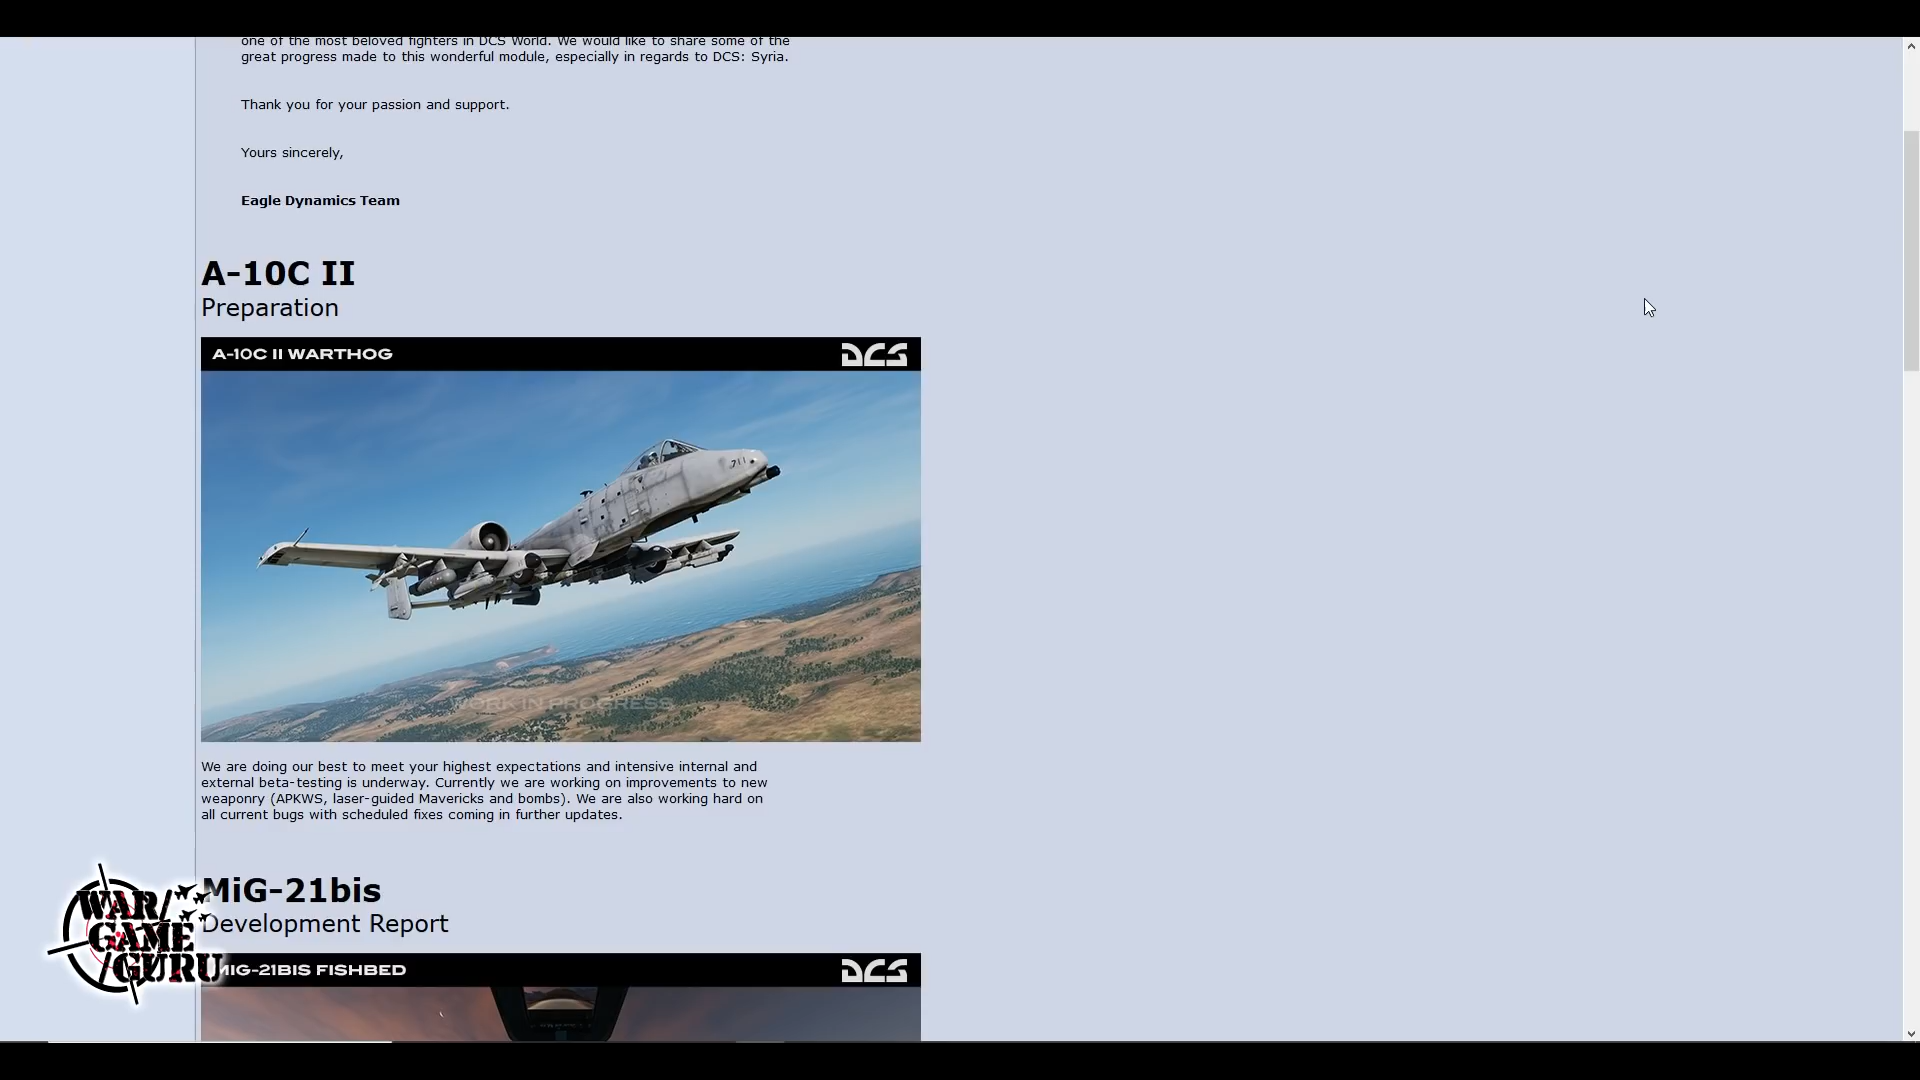 one of the most beloved fighters in DCS World. We would like to share some of the
great progress made to this wonderful module, especially in regards to DCS: Syria.
Thank you for your passion and support.
Yours sincerely,
Eagle Dynamics Team
A-10C II
Preparation
A-10C II WARTHOG
DCS
711
WORK IN PROGRESS
We are doing our best to meet your highest expectations and intensive internal and
external beta-testing is underway. Currently we are working on improvements to new
weaponry (APKWS, laser-guided Mavericks and bombs). We are also working hard on
all current bugs with scheduled fixes coming in further updates.
MiG-21bis
Development Report
MIG-21BIS FISHBED
DCS
WAR/
GAME
/GURU